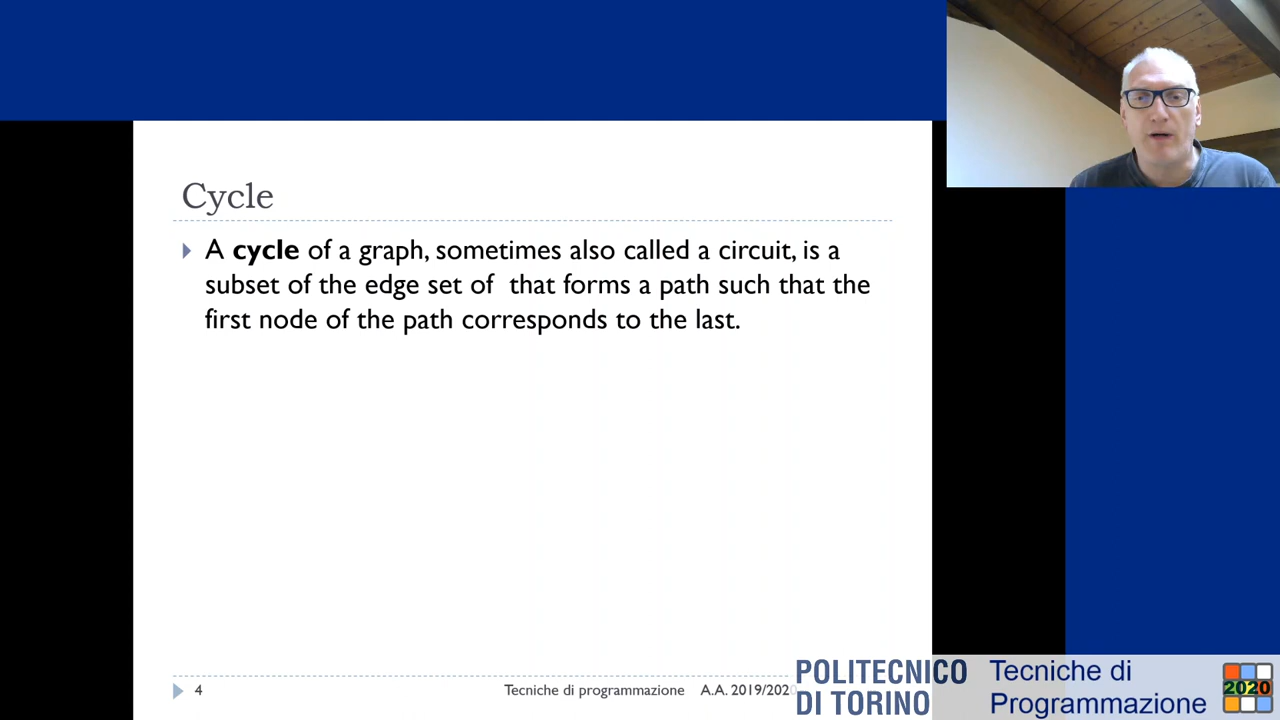 Cycle
A cycle of a graph, sometimes also called a circuit, is a
subset of the edge set of  that forms a path such that the
first node of the path corresponds to the last.
4
Tecniche di programmazione A.A. 2019/2020
POLITECNICO
DI TORINO
Tecniche di
Programmazione
2020